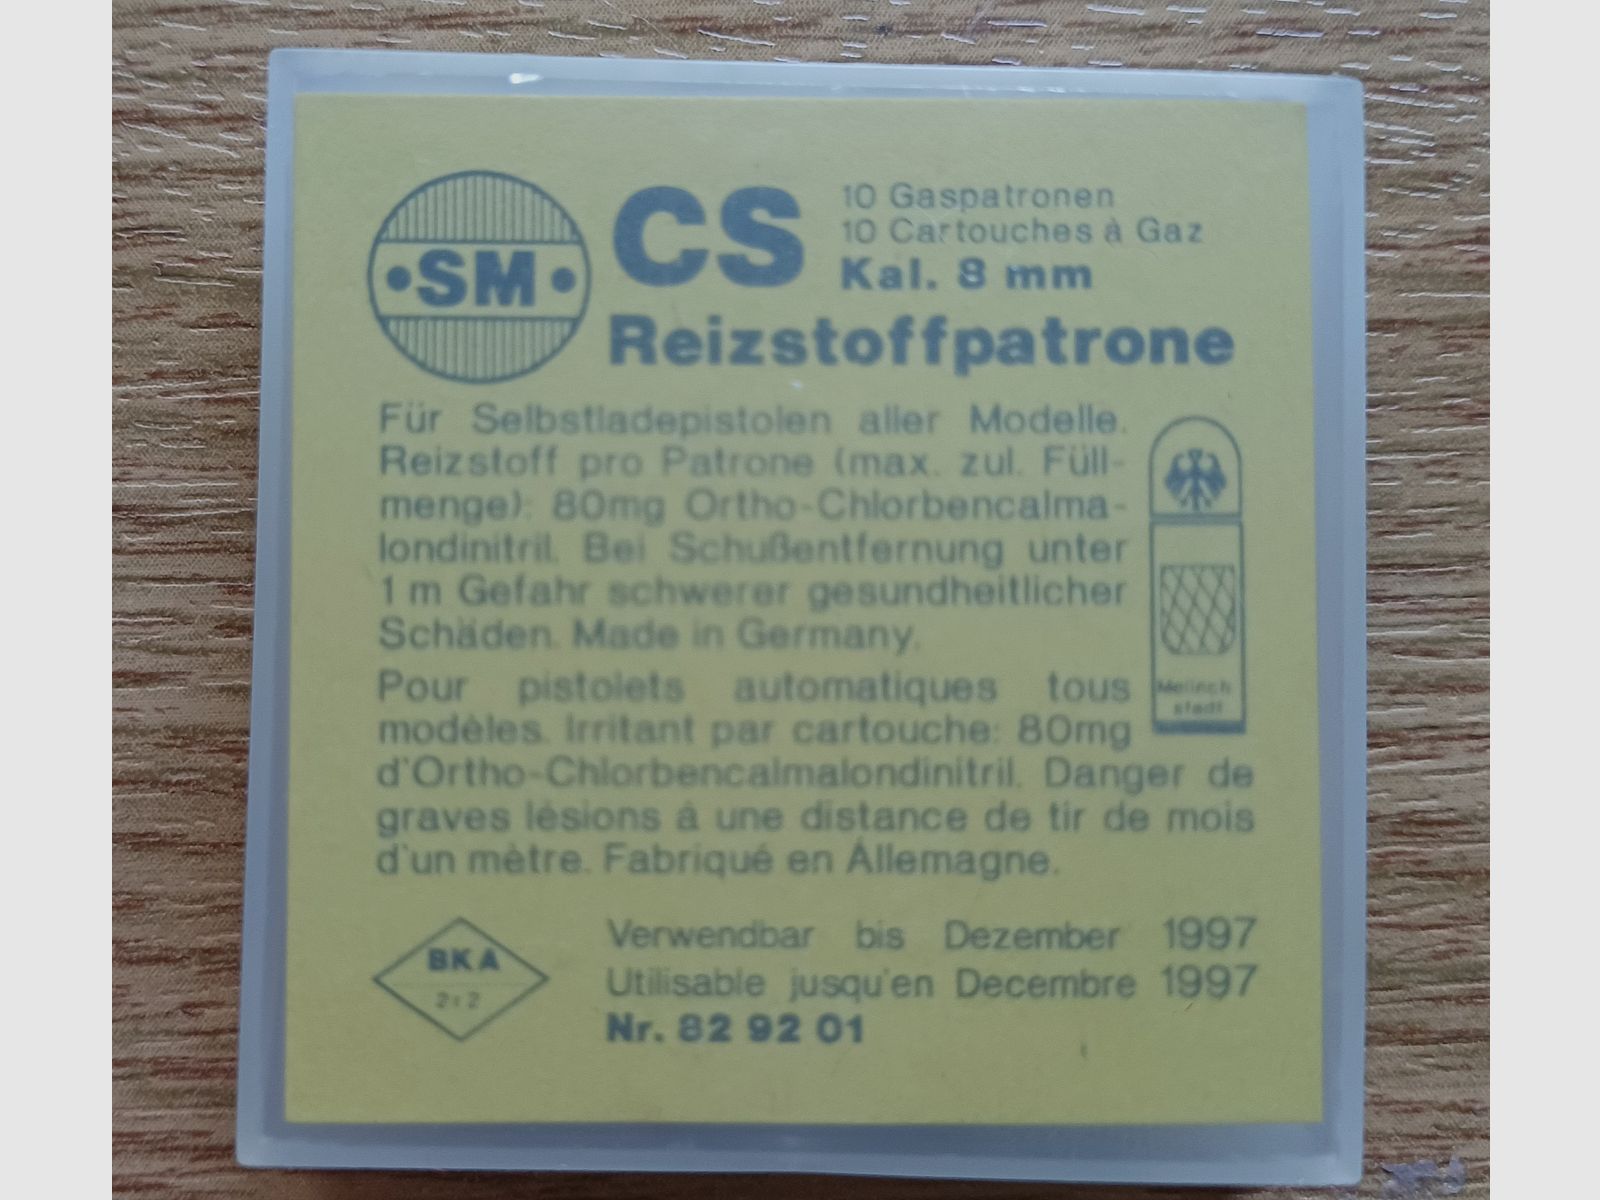 •SM•
CS
10 Gaspatronen
10 Cartouches à Gaz
Kal. 8 mm
Reizstoffpatrone
Für Selbstladepistolen aller Modelle.
Reizstoff pro Patrone (max. zul. Füll-
menge): 80mg Ortho-Chlorbencalma-
londinitril. Bei Schußentfernung unter
1 m Gefahr schwerer gesundheitlicher
Schäden. Made in Germany.
Pour pistolets automatiques tous
modèles. Irritant par cartouche: 80mg
d'Ortho-Chlorbencalmalondinitril. Danger de
graves lésions à une distance de tir de mois
d'un mètre. Fabriqué en Allemagne.
stadt
BKA
2:2
Verwendbar bis Dezember 1997
Utilisable jusqu'en Decembre 1997
Nr. 82 92 01